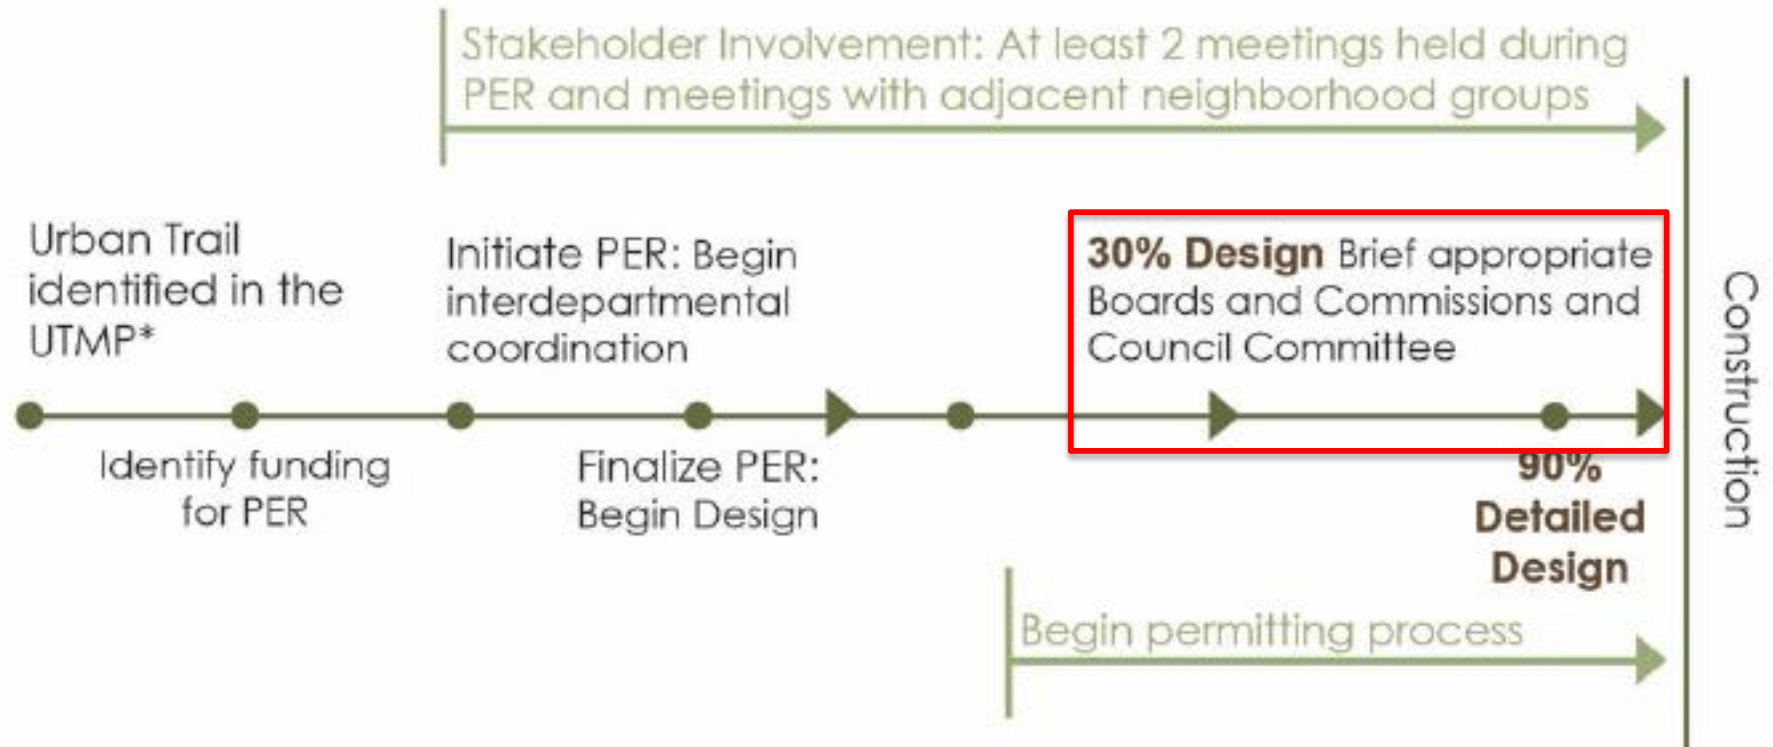 Stakeholder Involvement: At least 2 meetings held during
PER and meetings with adjacent neighborhood groups
Urban Trail
identified in the
UTMP*
Initiate PER: Begin
interdepartmental
coordination
30% Design Brief appropriate
Boards and Commissions and
Council Committee
Construction
Identify funding
for PER
Finalize PER:
Begin Design
90%
Detailed
Design
Begin permitting process